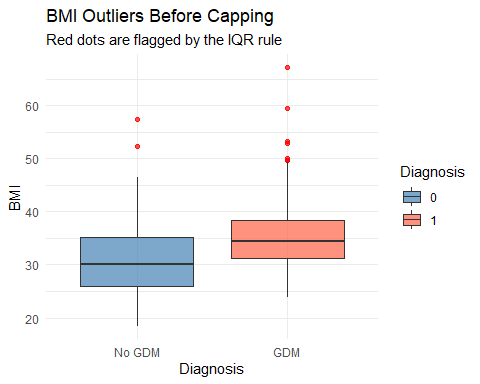 BMI Outliers Before Capping
Red dots are flagged by the IQR rule
60
50
40
30
20
BMI
No GDM
GDM
Diagnosis
Diagnosis
0
1